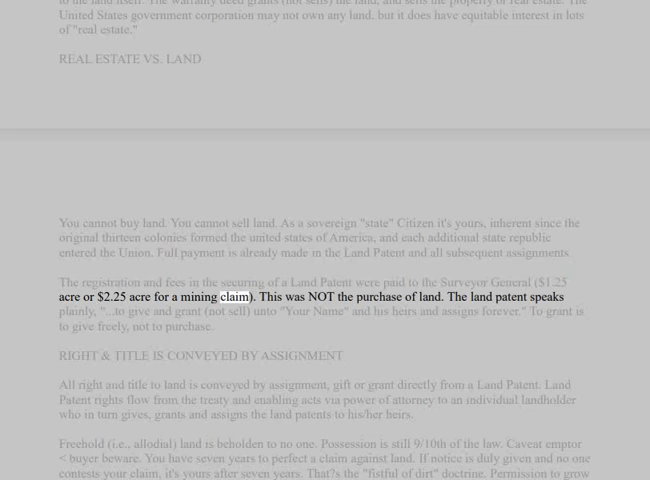 to the land itself. The warranty deed grants (not sells) the land, and sells the property or real estate. The
United States government corporation may not own any land, but it does have equitable interest in lots
of "real estate."
REAL ESTATE VS. LAND
You cannot buy land. You cannot sell land. As a sovereign "state" Citizen it's yours, inherent since the
original thirteen colonies formed the united states of America, and each additional state republic
entered the Union. Full payment is already made in the Land Patent and all subsequent assignments.
The registration and fees in the securing of a Land Patent were paid to the Surveyor General ($1.25
acre or $2.25 acre for a mining claim). This was NOT the purchase of land. The land patent speaks
plainly, "...to give and grant (not sell) unto "Your Name" and his heirs and assigns forever." To grant is
to give freely, not to purchase.
RIGHT & TITLE IS CONVEYED BY ASSIGNMENT
All right and title to land is conveyed by assignment, gift or grant directly from a Land Patent. Land
Patent rights flow from the treaty and enabling acts via power of attorney to an individual landholder
who in turn gives, grants and assigns the land patents to his/her heirs.
Freehold (i.e., allodial) land is beholden to no one. Possession is still 9/10th of the law. Caveat emptor
< buyer beware. You have seven years to perfect a claim against land. If notice is duly given and no one
contests your claim, it's yours after seven years. That?s the "fistful of dirt" doctrine. Permission to grow